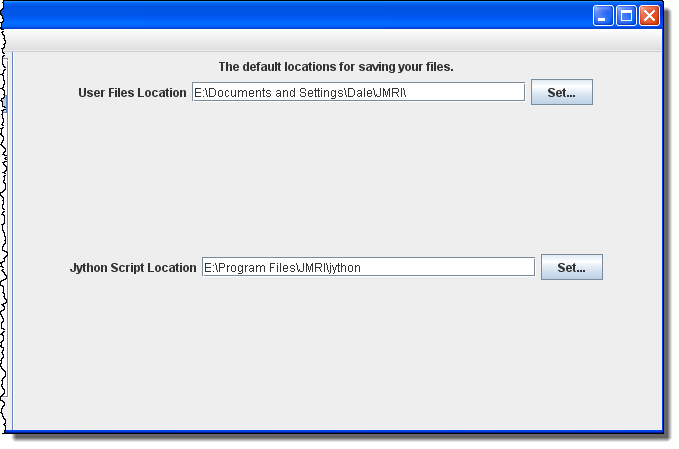 The default locations for saving your files.
User Files Location E:\Documents and Settings\Dale\JMRI\ Set...
Jython Script Location E:\Program Files\JMRI\jython Set...